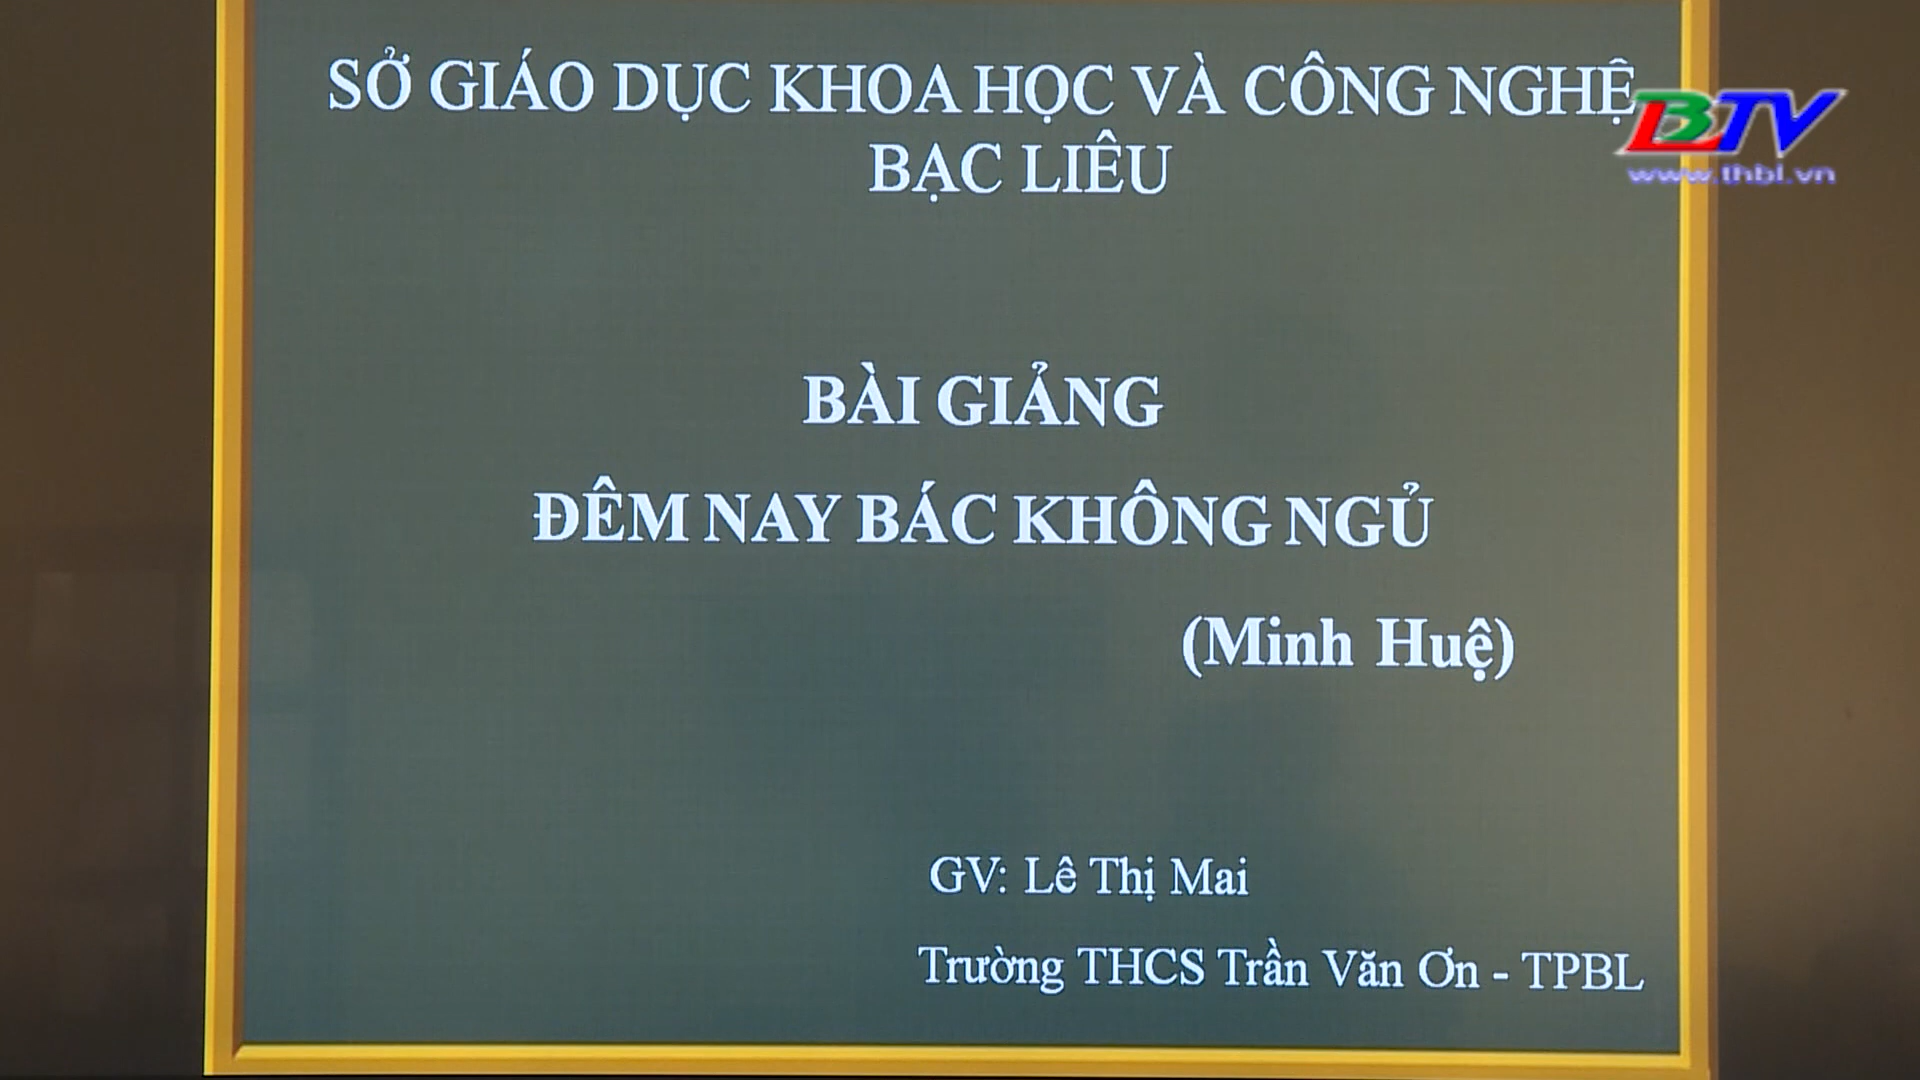 SỞ GIÁO DỤC KHOA HỌC VÀ CÔNG NGHỆ
BẠC LIÊU
BTV
www.thbl.vn
BÀI GIẢNG
ĐÊM NAY BÁC KHÔNG NGỦ
(Minh Huệ)
GV: Lê Thị Mai
Trường THCS Trần Văn Ơn - TPBL